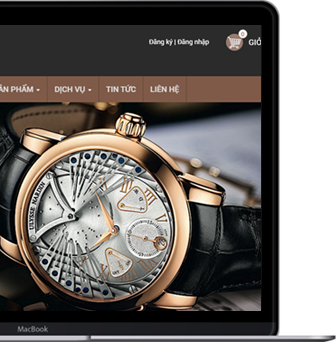 Đăng ký | Đăng nhập
0
GIỎ
ẢN PHẨM
DỊCH VỤ
TIN TỨC
LIÊN HỆ
ULYSSE NARDIN
MacBook